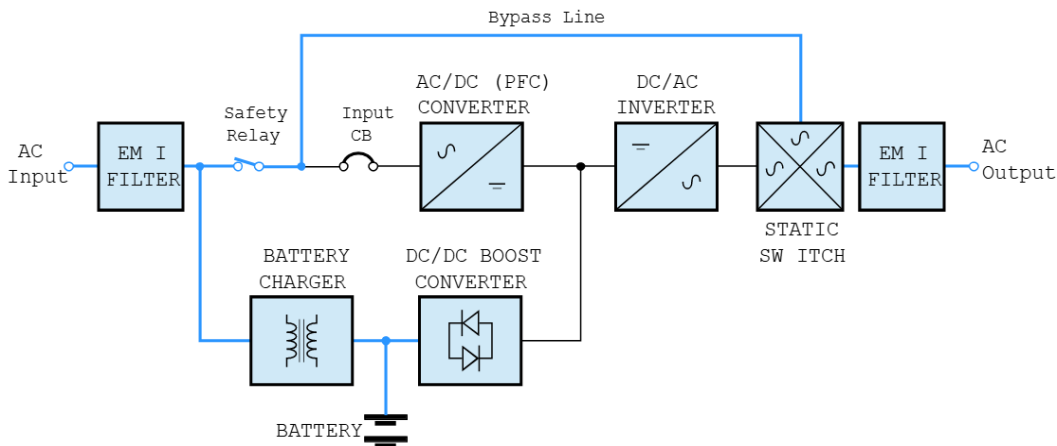 Bypass Line
AC/DC (PFC)
CONVERTER
DC/AC
INVERTER
Safety
Relay
Input
CB
AC
Input
EM I
FILTER
EM I
FILTER
AC
Output
STATIC
SW ITCH
BATTERY
CHARGER
DC/DC BOOST
CONVERTER
BATTERY